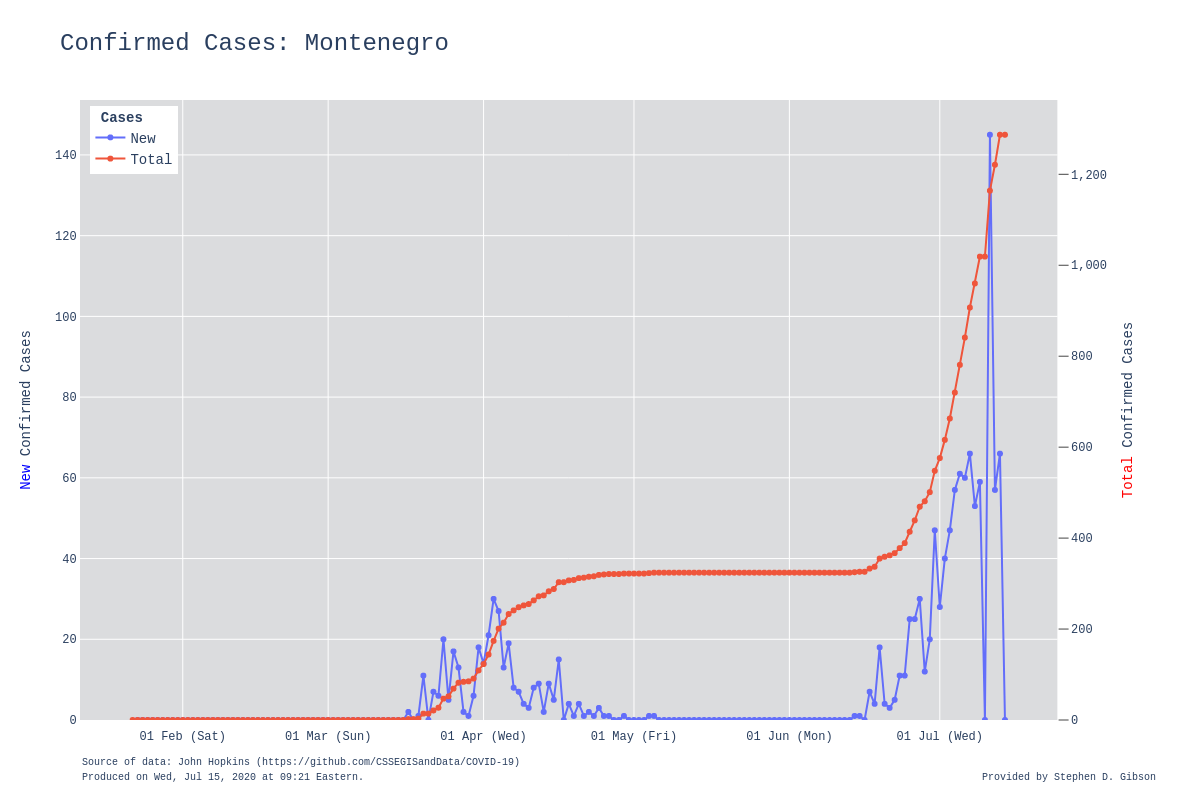 Confirmed Cases: Montenegro
Cases
New
Total
140
120
100
80
60
40
20
0
1,200
1,000
800
600
400
200
0
New Confirmed Cases
Total Confirmed Cases
01 Feb (Sat)
01 Mar (Sun)
01 Apr (Wed)
01 May (Fri)
01 Jun (Mon)
01 Jul (Wed)
Source of data: John Hopkins (https://github.com/CSSEGISandData/COVID-19)
Produced on Wed, Jul 15, 2020 at 09:21 Eastern.
Provided by Stephen D. Gibson